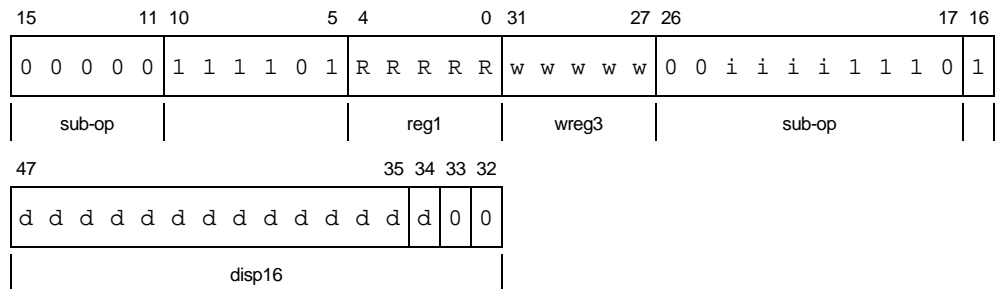 15 11 10 5 4 0 31 27 26 17 16
0 0 0 0 0 1 1 1 1 0 1 R R R R R w w w w w 0 0 i i i i 1 1 1 0 1
sub-op reg1 wreg3 sub-op
47 35 34 33 32
d d d d d d d d d d d d d d 0 0
disp16